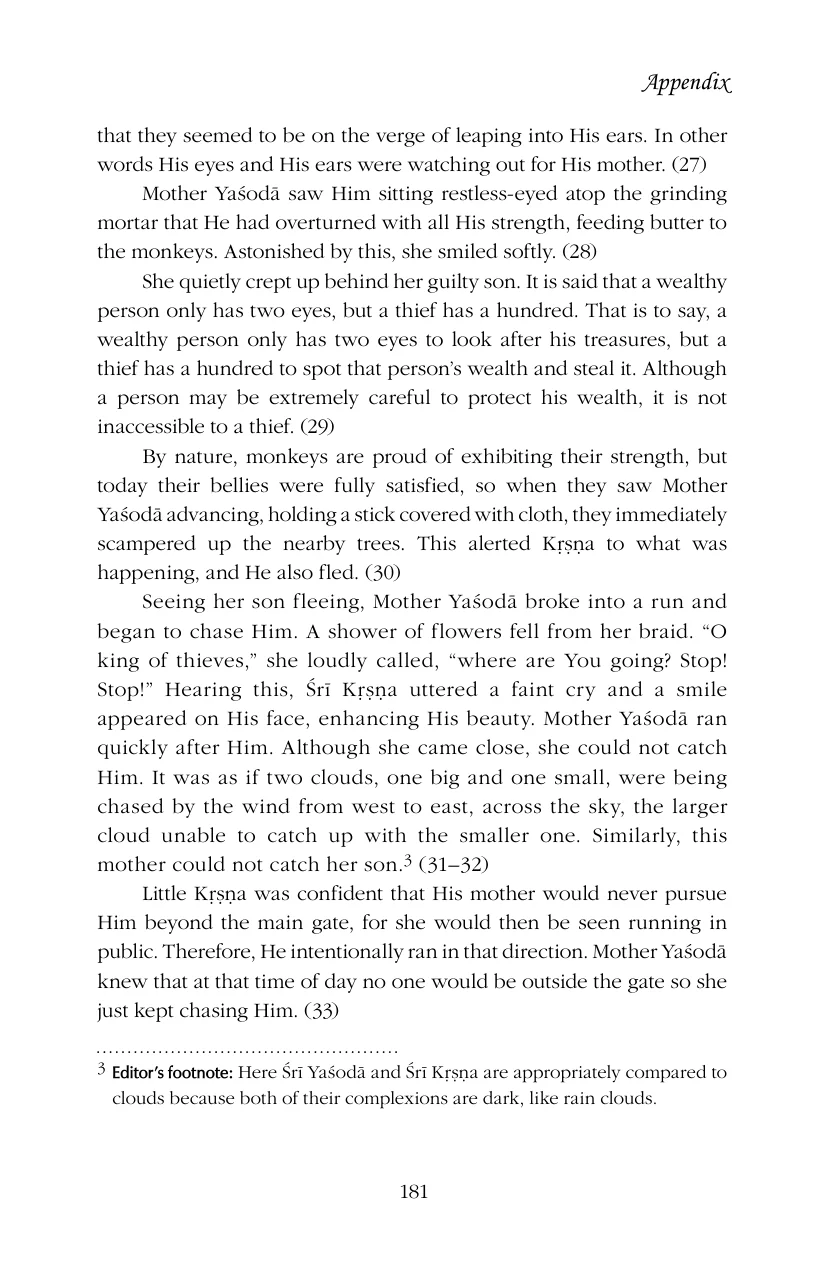 Appendix
that they seemed to be on the verge of leaping into His ears. In other
words His eyes and His ears were watching out for His mother. (27)
Mother Yaśodā saw Him sitting restless-eyed atop the grinding
mortar that He had overturned with all His strength, feeding butter to
the monkeys. Astonished by this, she smiled softly. (28)
She quietly crept up behind her guilty son. It is said that a wealthy
person only has two eyes, but a thief has a hundred. That is to say, a
wealthy person only has two eyes to look after his treasures, but a
thief has a hundred to spot that person’s wealth and steal it. Although
a person may be extremely careful to protect his wealth, it is not
inaccessible to a thief. (29)
By nature, monkeys are proud of exhibiting their strength, but
today their bellies were fully satisfied, so when they saw Mother
Yaśodā advancing, holding a stick covered with cloth, they immediately
scampered up the nearby trees. This alerted Kṛṣṇa to what was
happening, and He also fled. (30)
Seeing her son fleeing, Mother Yaśodā broke into a run and
began to chase Him. A shower of flowers fell from her braid. “O
king of thieves,” she loudly called, “where are You going? Stop!
Stop!” Hearing this, Śrī Kṛṣṇa uttered a faint cry and a smile
appeared on His face, enhancing His beauty. Mother Yaśodā ran
quickly after Him. Although she came close, she could not catch
Him. It was as if two clouds, one big and one small, were being
chased by the wind from west to east, across the sky, the larger
cloud unable to catch up with the smaller one. Similarly, this
mother could not catch her son.3 (31–32)
Little Kṛṣṇa was confident that His mother would never pursue
Him beyond the main gate, for she would then be seen running in
public. Therefore, He intentionally ran in that direction. Mother Yaśodā
knew that at that time of day no one would be outside the gate so she
just kept chasing Him. (33)
3 Editor’s footnote: Here Śrī Yaśodā and Śrī Kṛṣṇa are appropriately compared to
clouds because both of their complexions are dark, like rain clouds.
181